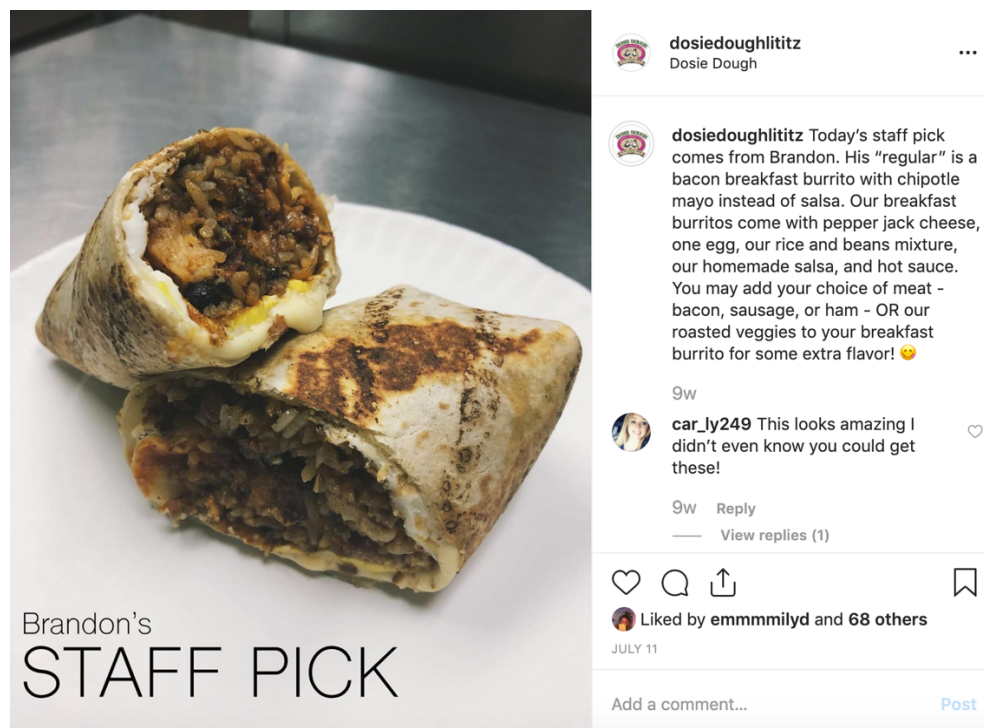 dosiedoughlititz
Dosie Dough
dosiedoughlititz Today’s staff pick
comes from Brandon. His “regular” is a
bacon breakfast burrito with chipotle
mayo instead of salsa. Our breakfast
burritos come with pepper jack cheese,
one egg, our rice and beans mixture,
our homemade salsa, and hot sauce.
You may add your choice of meat -
bacon, sausage, or ham - OR our
roasted veggies to your breakfast
burrito for some extra flavor! 😋
9w
car_ly249 This looks amazing I
didn’t even know you could get
these!
9w Reply
View replies (1)
Liked by emmmmilyd and 68 others
JULY 11
Add a comment... Post
Brandon's
STAFF PICK